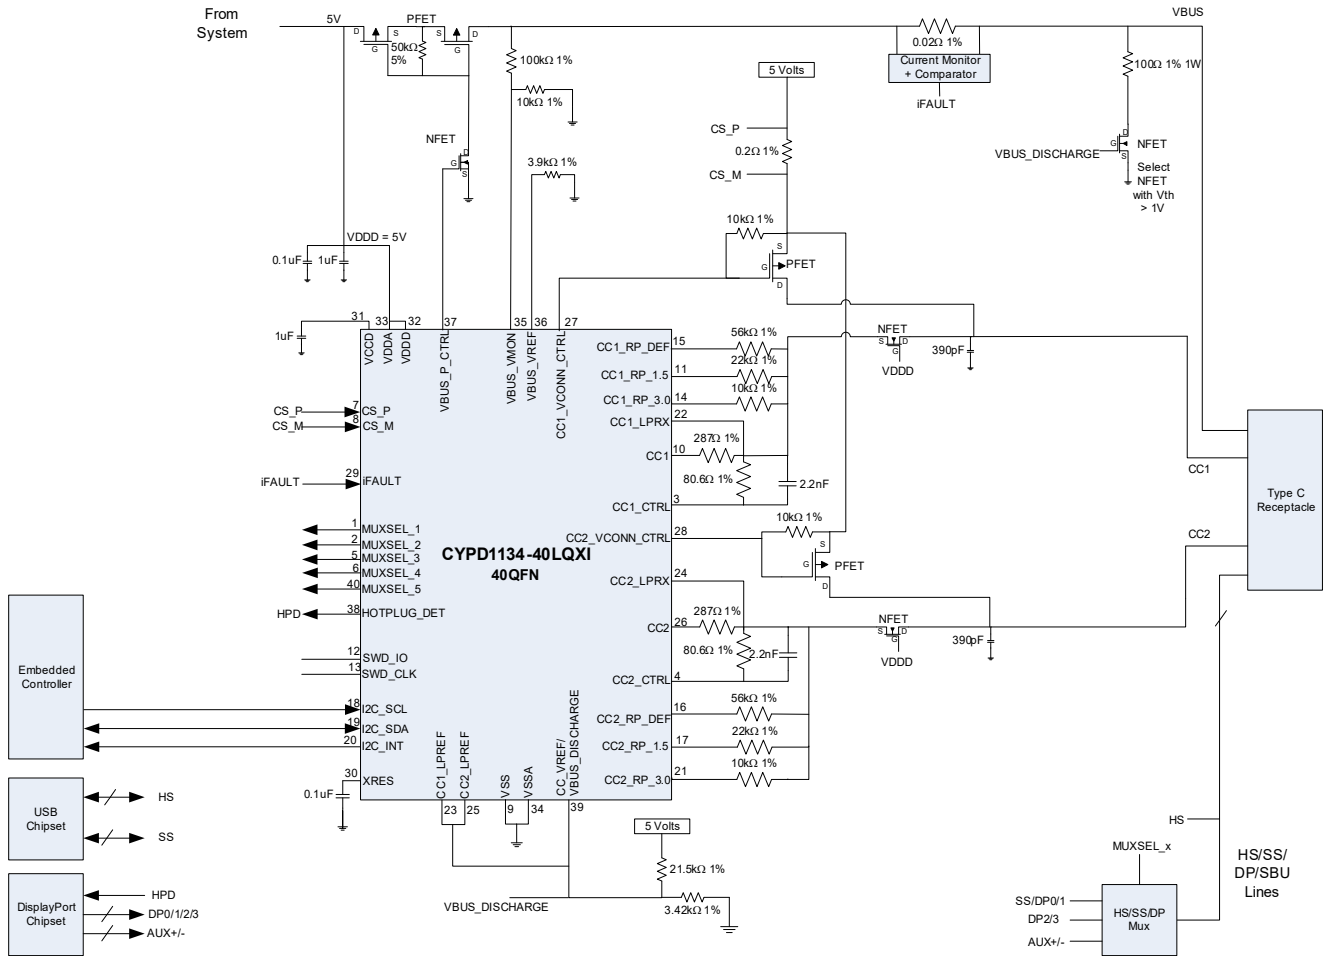 From
System
5V
PFET
D
S
G
S
D
G
50kΩ
5%
100kΩ 1%
10kΩ 1%
0.02Ω 1%
Current Monitor
+ Comparator
iFAULT
VBUS
100Ω 1% 1W
5 Volts
CS_P
0.2Ω 1%
CS_M
NFET
D
G
S
3.9kΩ 1%
VBUS_DISCHARGE
D
G
S
NFET
Select
NFET
with Vth
> 1V
10kΩ 1%
S
G
D
PFET
VDDD = 5V
0.1uF
1uF
1uF
31
33
32
37
35
36
27
VCCD
VDDA
VDDD
VBUS_P_CTRL
VBUS_VMON
VBUS_VREF
CC1_VCONN_CTRL
CC1_RP_DEF
15
56kΩ 1%
CC1_RP_1.5
11
22kΩ 1%
CC1_RP_3.0
14
10kΩ 1%
CC1_LPRX
22
CC1
10
287Ω 1%
80.6Ω 1%
2.2nF
CC1_CTRL
3
NFET
S
D
G
VDDD
390pF
CS_P
7
CS_P
CS_M
8
CS_M
iFAULT
29
iFAULT
1
MUXSEL_1
2
MUXSEL_2
5
MUXSEL_3
6
MUXSEL_4
40
MUXSEL_5
HPD
38
HOTPLUG_DET
12
SWD_IO
13
SWD_CLK
18
I2C_SCL
19
I2C_SDA
20
I2C_INT
30
XRES
0.1uF
CYPD1134-40LQXI
40QFN
CC2_VCONN_CTRL
28
10kΩ 1%
S
G
D
PFET
CC2_LPRX
24
CC2
26
287Ω 1%
80.6Ω 1%
2.2nF
CC2_CTRL
4
NFET
S
D
G
VDDD
390pF
CC2_RP_DEF
16
56kΩ 1%
CC2_RP_1.5
17
22kΩ 1%
CC2_RP_3.0
21
10kΩ 1%
CC1
CC2
Type C
Receptacle
CC1_LPREF
CC2_LPREF
VSS
VSSA
CC_VREF/
VBUS_DISCHARGE
23
25
9
34
39
5 Volts
21.5kΩ 1%
3.42kΩ 1%
VBUS_DISCHARGE
Embedded
Controller
USB
Chipset
HS
SS
DisplayPort
Chipset
HPD
DP0/1/2/3
AUX+/-
HS
MUXSEL_x
HS/SS/
DP/SBU
Lines
SS/DP0/1
DP2/3
AUX+/-
HS/SS/DP
Mux